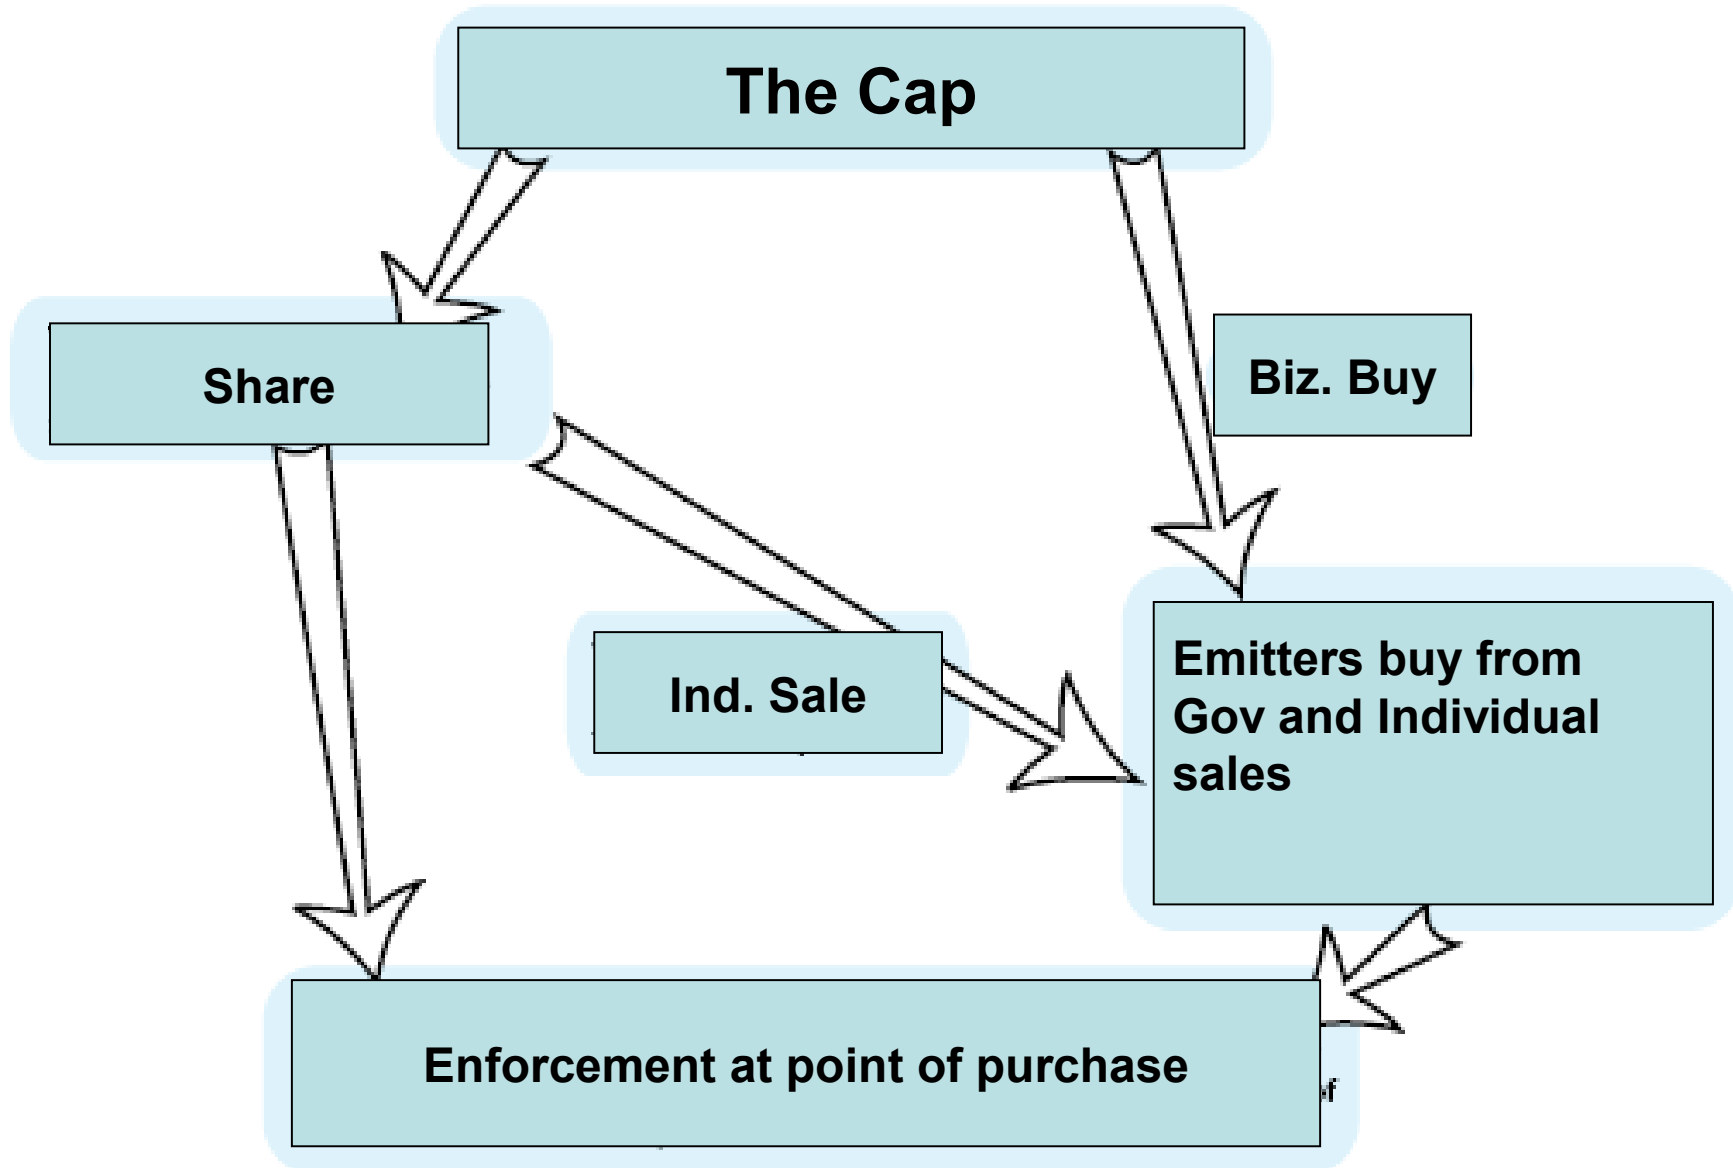 The Cap
Share
Biz. Buy
Ind. Sale
Emitters buy from
Gov and Individual
sales
Enforcement at point of purchase